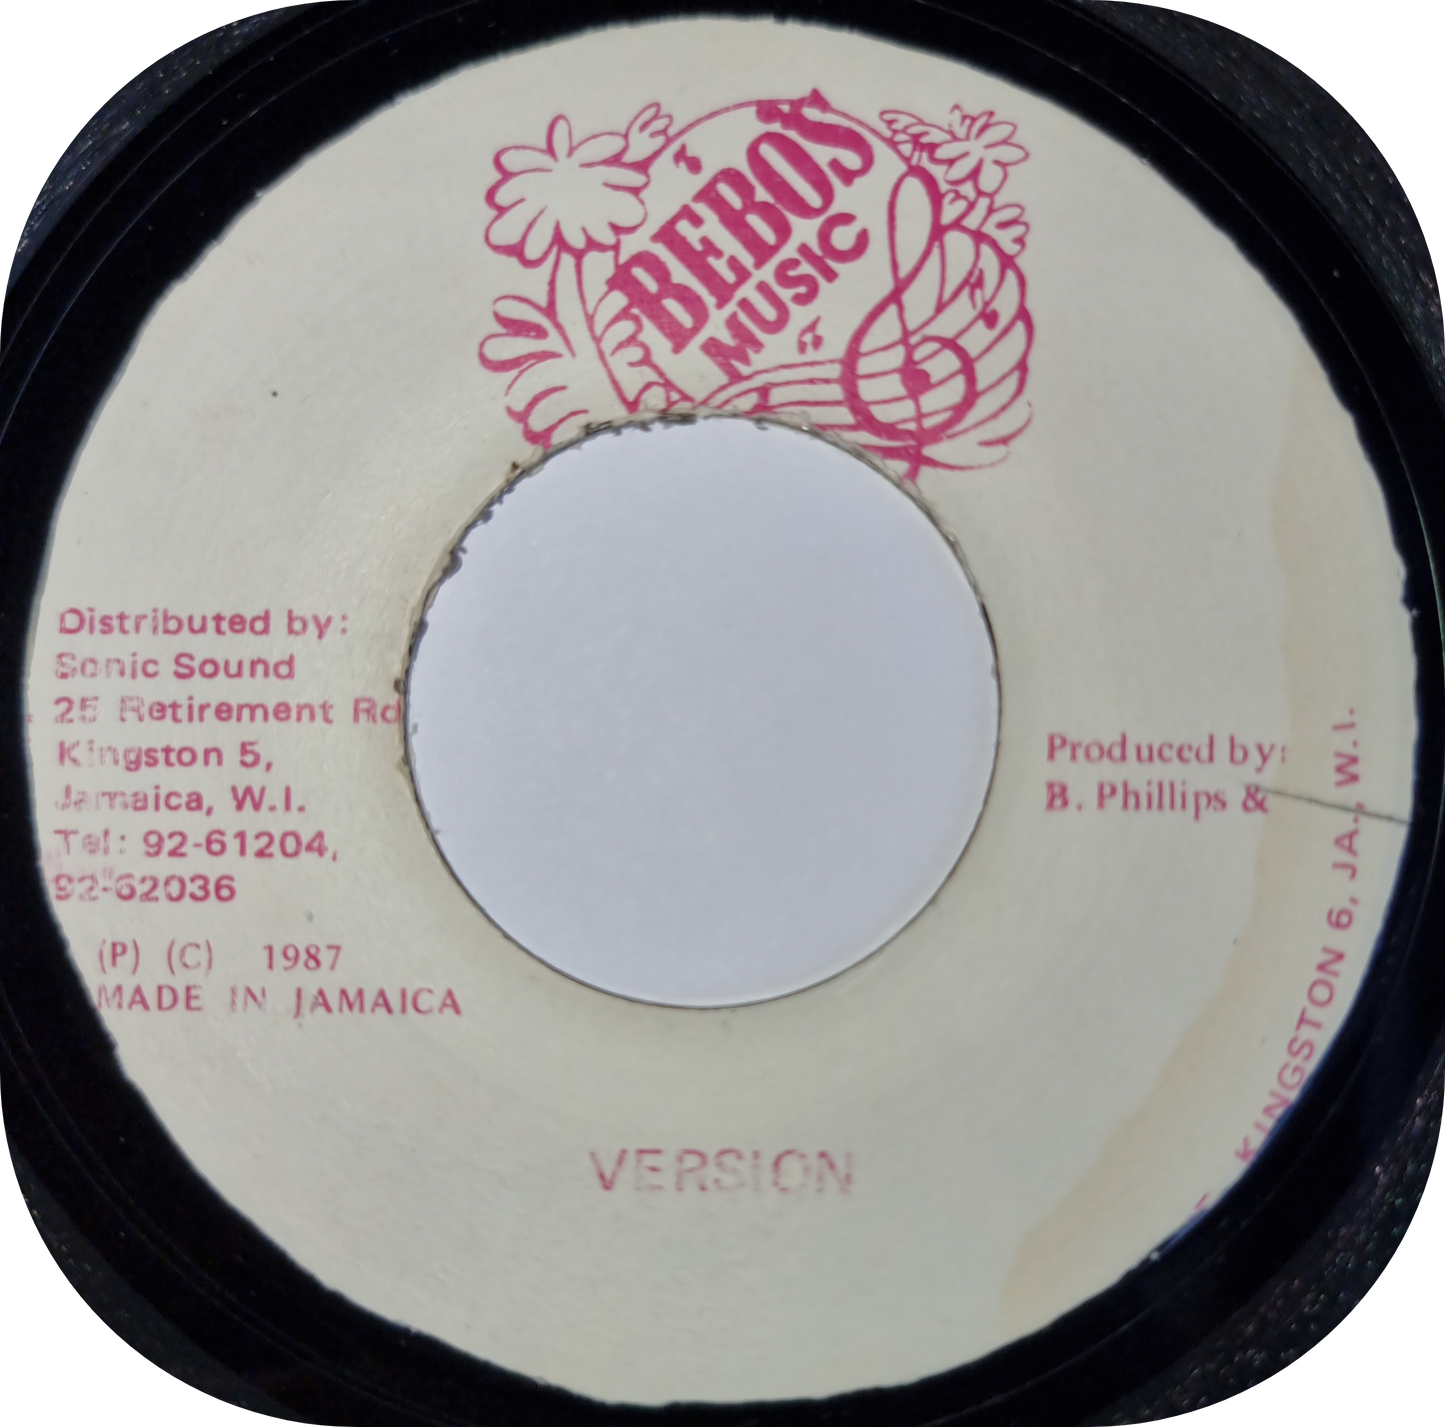 BEBO'S
MUSIC
Distributed by:
Sonic Sound
25 Retirement Rd
Kingston 5,
Jamaica, W.I.
Tel: 92-61204,
92-62036
(P) (C) 1987
MADE IN JAMAICA
Produced by:
B. Phillips &
KINGSTON 6, JA., W.I.
VERSION